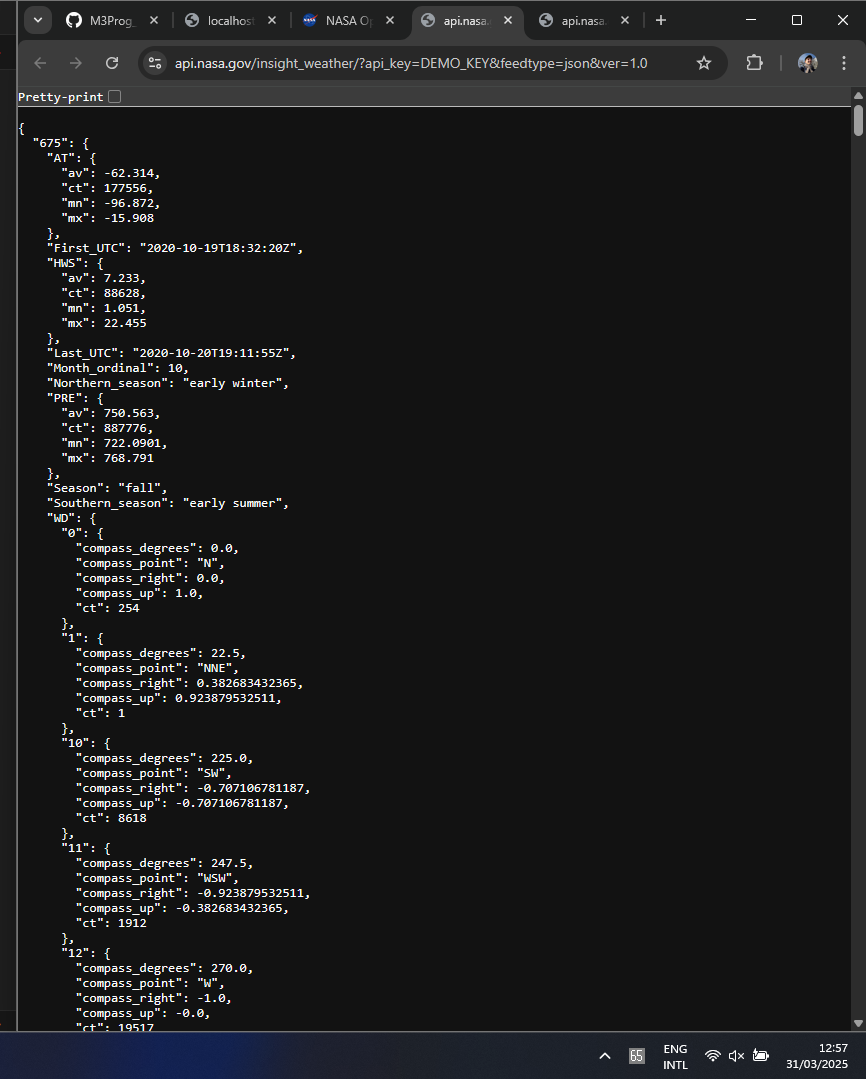 M3Prog_
localhost
NASA Op
api.nasa.
api.nasa.
api.nasa.gov/insight_weather/?api_key=DEMO_KEY&feedtype=json&ver=1.0
Pretty-print
{
  "675": {
    "AT": {
      "av": -62.314,
      "ct": 177556,
      "mn": -96.872,
      "mx": -15.908
    },
    "First_UTC": "2020-10-19T18:32:20Z",
    "HWS": {
      "av": 7.233,
      "ct": 88628,
      "mn": 1.051,
      "mx": 22.455
    },
    "Last_UTC": "2020-10-20T19:11:55Z",
    "Month_ordinal": 10,
    "Northern_season": "early winter",
    "PRE": {
      "av": 750.563,
      "ct": 887776,
      "mn": 722.0901,
      "mx": 768.791
    },
    "Season": "fall",
    "Southern_season": "early summer",
    "WD": {
      "0": {
        "compass_degrees": 0.0,
        "compass_point": "N",
        "compass_right": 0.0,
        "compass_up": 1.0,
        "ct": 254
      },
      "1": {
        "compass_degrees": 22.5,
        "compass_point": "NNE",
        "compass_right": 0.382683432365,
        "compass_up": 0.923879532511,
        "ct": 1
      },
      "10": {
        "compass_degrees": 225.0,
        "compass_point": "SW",
        "compass_right": -0.707106781187,
        "compass_up": -0.707106781187,
        "ct": 8618
      },
      "11": {
        "compass_degrees": 247.5,
        "compass_point": "WSW",
        "compass_right": -0.923879532511,
        "compass_up": -0.382683432365,
        "ct": 1912
      },
      "12": {
        "compass_degrees": 270.0,
        "compass_point": "W",
        "compass_right": -1.0,
        "compass_up": -0.0,
        "ct": 19517
65
ENG
INTL
12:57
31/03/2025